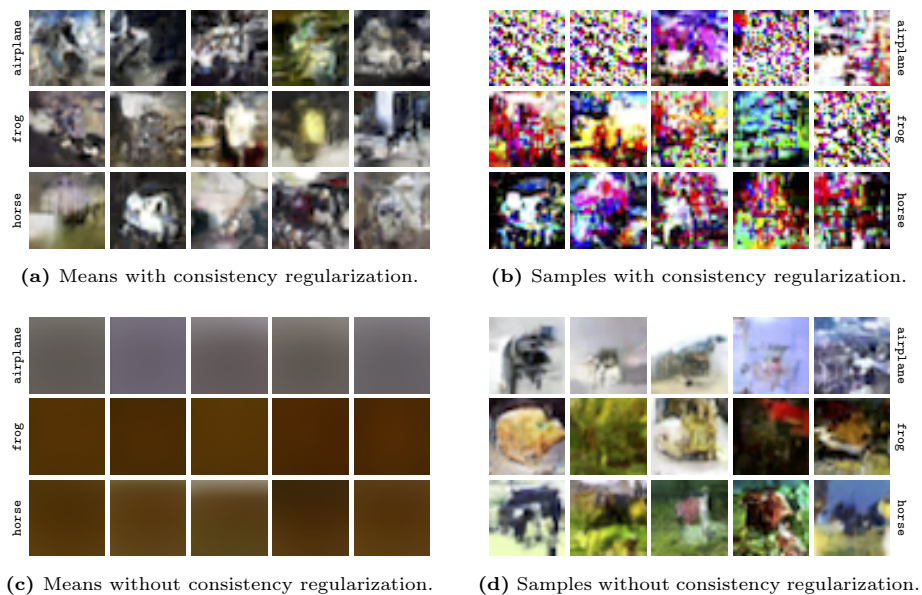 airplane
airplane
frog
frog
horse
horse
(a) Means with consistency regularization.
(b) Samples with consistency regularization.
airplane
airplane
frog
frog
horse
horse
(c) Means without consistency regularization.
(d) Samples without consistency regularization.